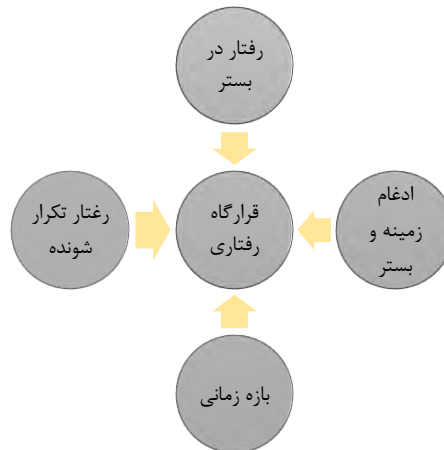 رفتار در
بستر
ادغام
زمینه و
بستر
قرارگاه
رفتاری
رغتار تکرار
شونده
بازه زمانی